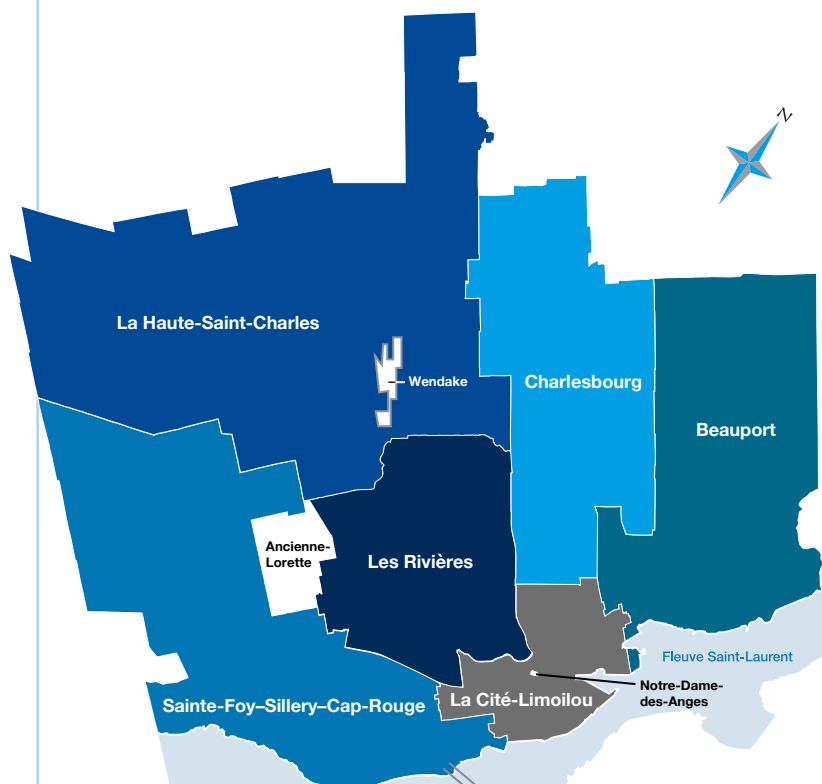 N
La Haute-Saint-Charles
Wendake
Charlesbourg
Beauport
Ancienne-
Lorette
Les Rivières
Fleuve Saint-Laurent
Notre-Dame-
des-Anges
La Cité-Limoilou
Sainte-Foy–Sillery–Cap-Rouge